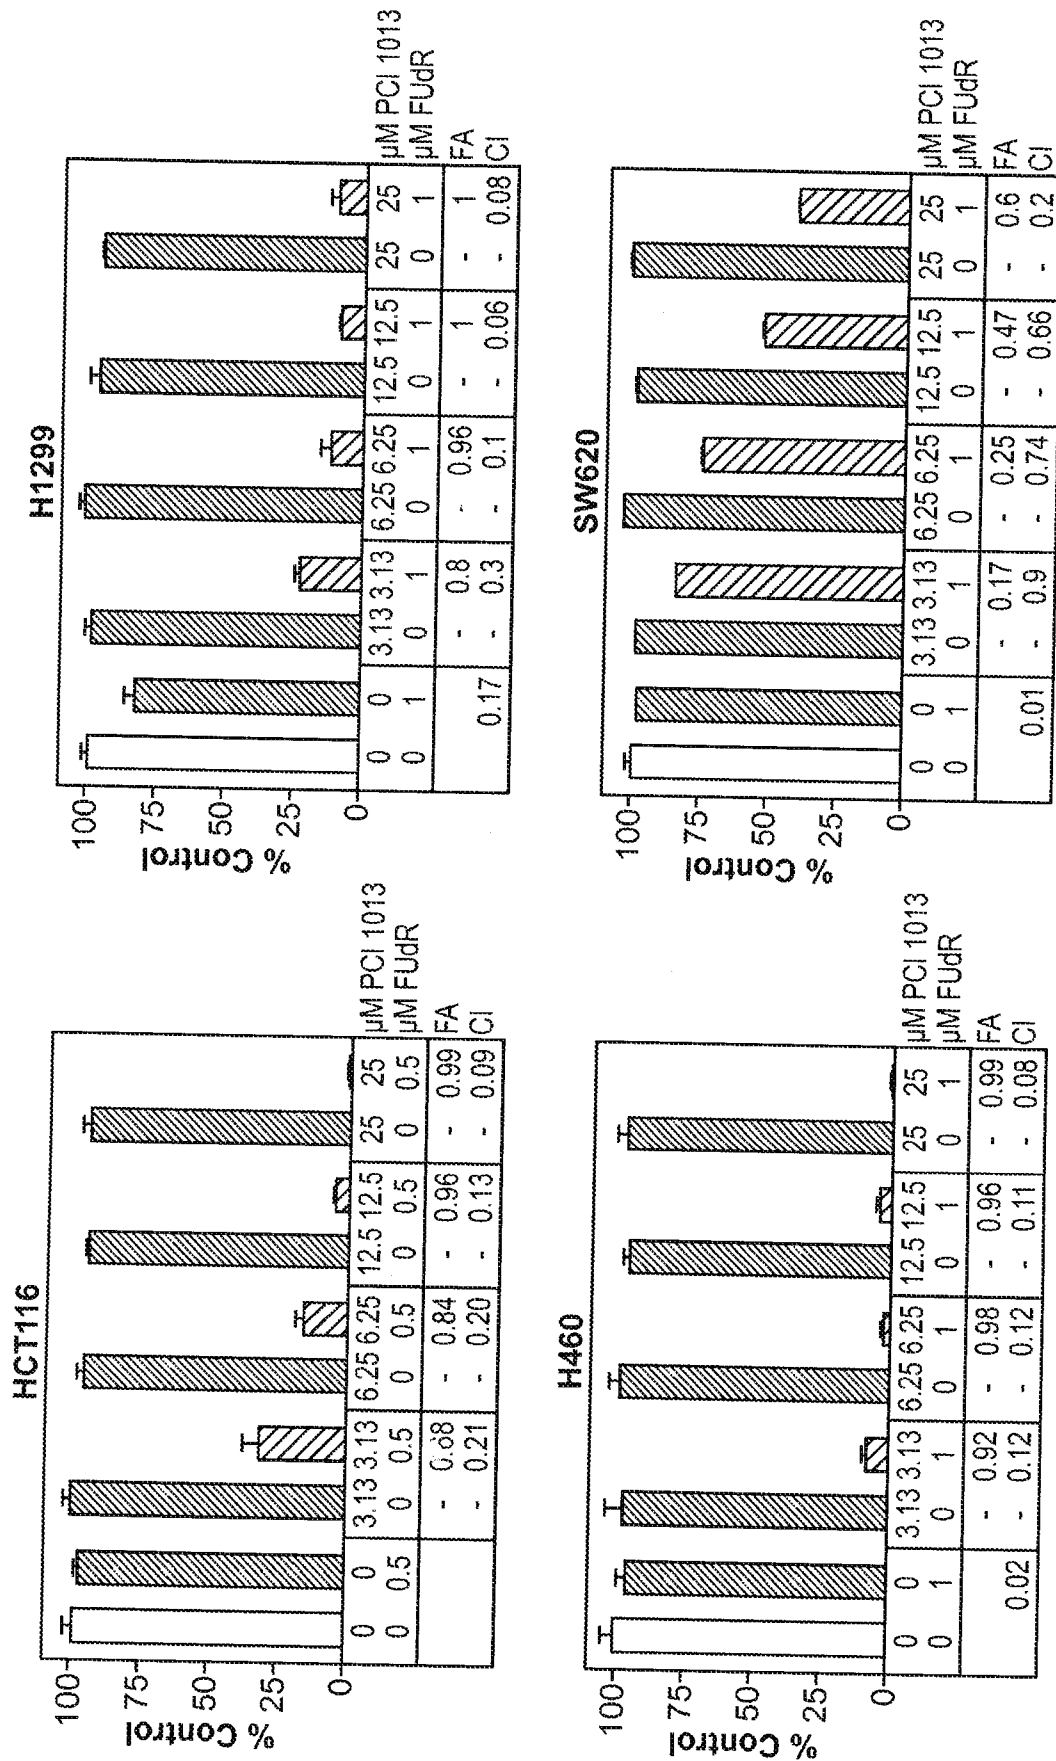 HCT116
% Control
100
75
50
25
0
0 0 3.13 3.13 6.25 6.25 12.5 12.5 25 25 µM PCI 1013
0 0.5 0 0.5 0 0.5 0 0.5 0 0.5 µM FUdR
- - 0.84 - 0.96 - 0.99 FA
- 0.21 - 0.20 - 0.13 - 0.09 CI
H1299
% Control
100
75
50
25
0
0 0 3.13 3.13 6.25 6.25 12.5 12.5 25 25 µM PCI 1013
0 1 0 1 0 1 0 1 0 1 µM FUdR
- 0.8 - 0.96 - 1 - 1 FA
0.17 - 0.3 - 0.1 - 0.06 - 0.08 CI
H460
% Control
100
75
50
25
0
0 0 3.13 3.13 6.25 6.25 12.5 12.5 25 25 µM PCI 1013
0 1 0 1 0 1 0 1 0 1 µM FUdR
- 0.92 - 0.98 - 0.96 - 0.99 FA
0.02 - 0.12 - 0.12 - 0.11 - 0.08 CI
SW620
% Control
100
75
50
25
0
0 0 3.13 3.13 6.25 6.25 12.5 12.5 25 25 µM PCI 1013
0 1 0 1 0 1 0 1 0 1 µM FUdR
- 0.17 - 0.25 - 0.47 - 0.6 FA
0.01 - 0.9 - 0.74 - 0.66 - 0.2 CI